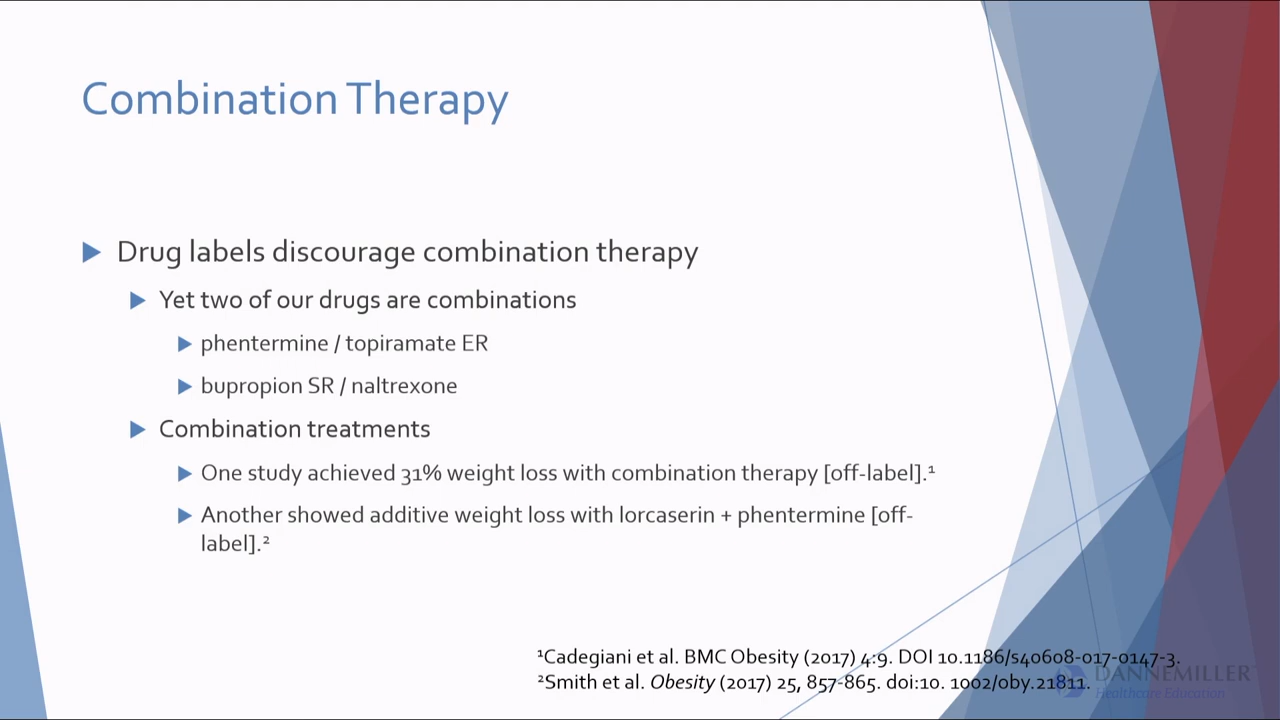 Combination Therapy
Drug labels discourage combination therapy
Yet two of our drugs are combinations
phentermine / topiramate ER
bupropion SR / naltrexone
Combination treatments
One study achieved 31% weight loss with combination therapy [off-label].¹
Another showed additive weight loss with lorcaserin + phentermine [off-
label].²
¹Cadegiani et al. BMC Obesity (2017) 4:9. DOI 10.1186/s40608-017-0147-3.
²Smith et al. Obesity (2017) 25, 857-865. doi:10. 1002/oby.21811.
DANNEMILLER
Healthcare Education